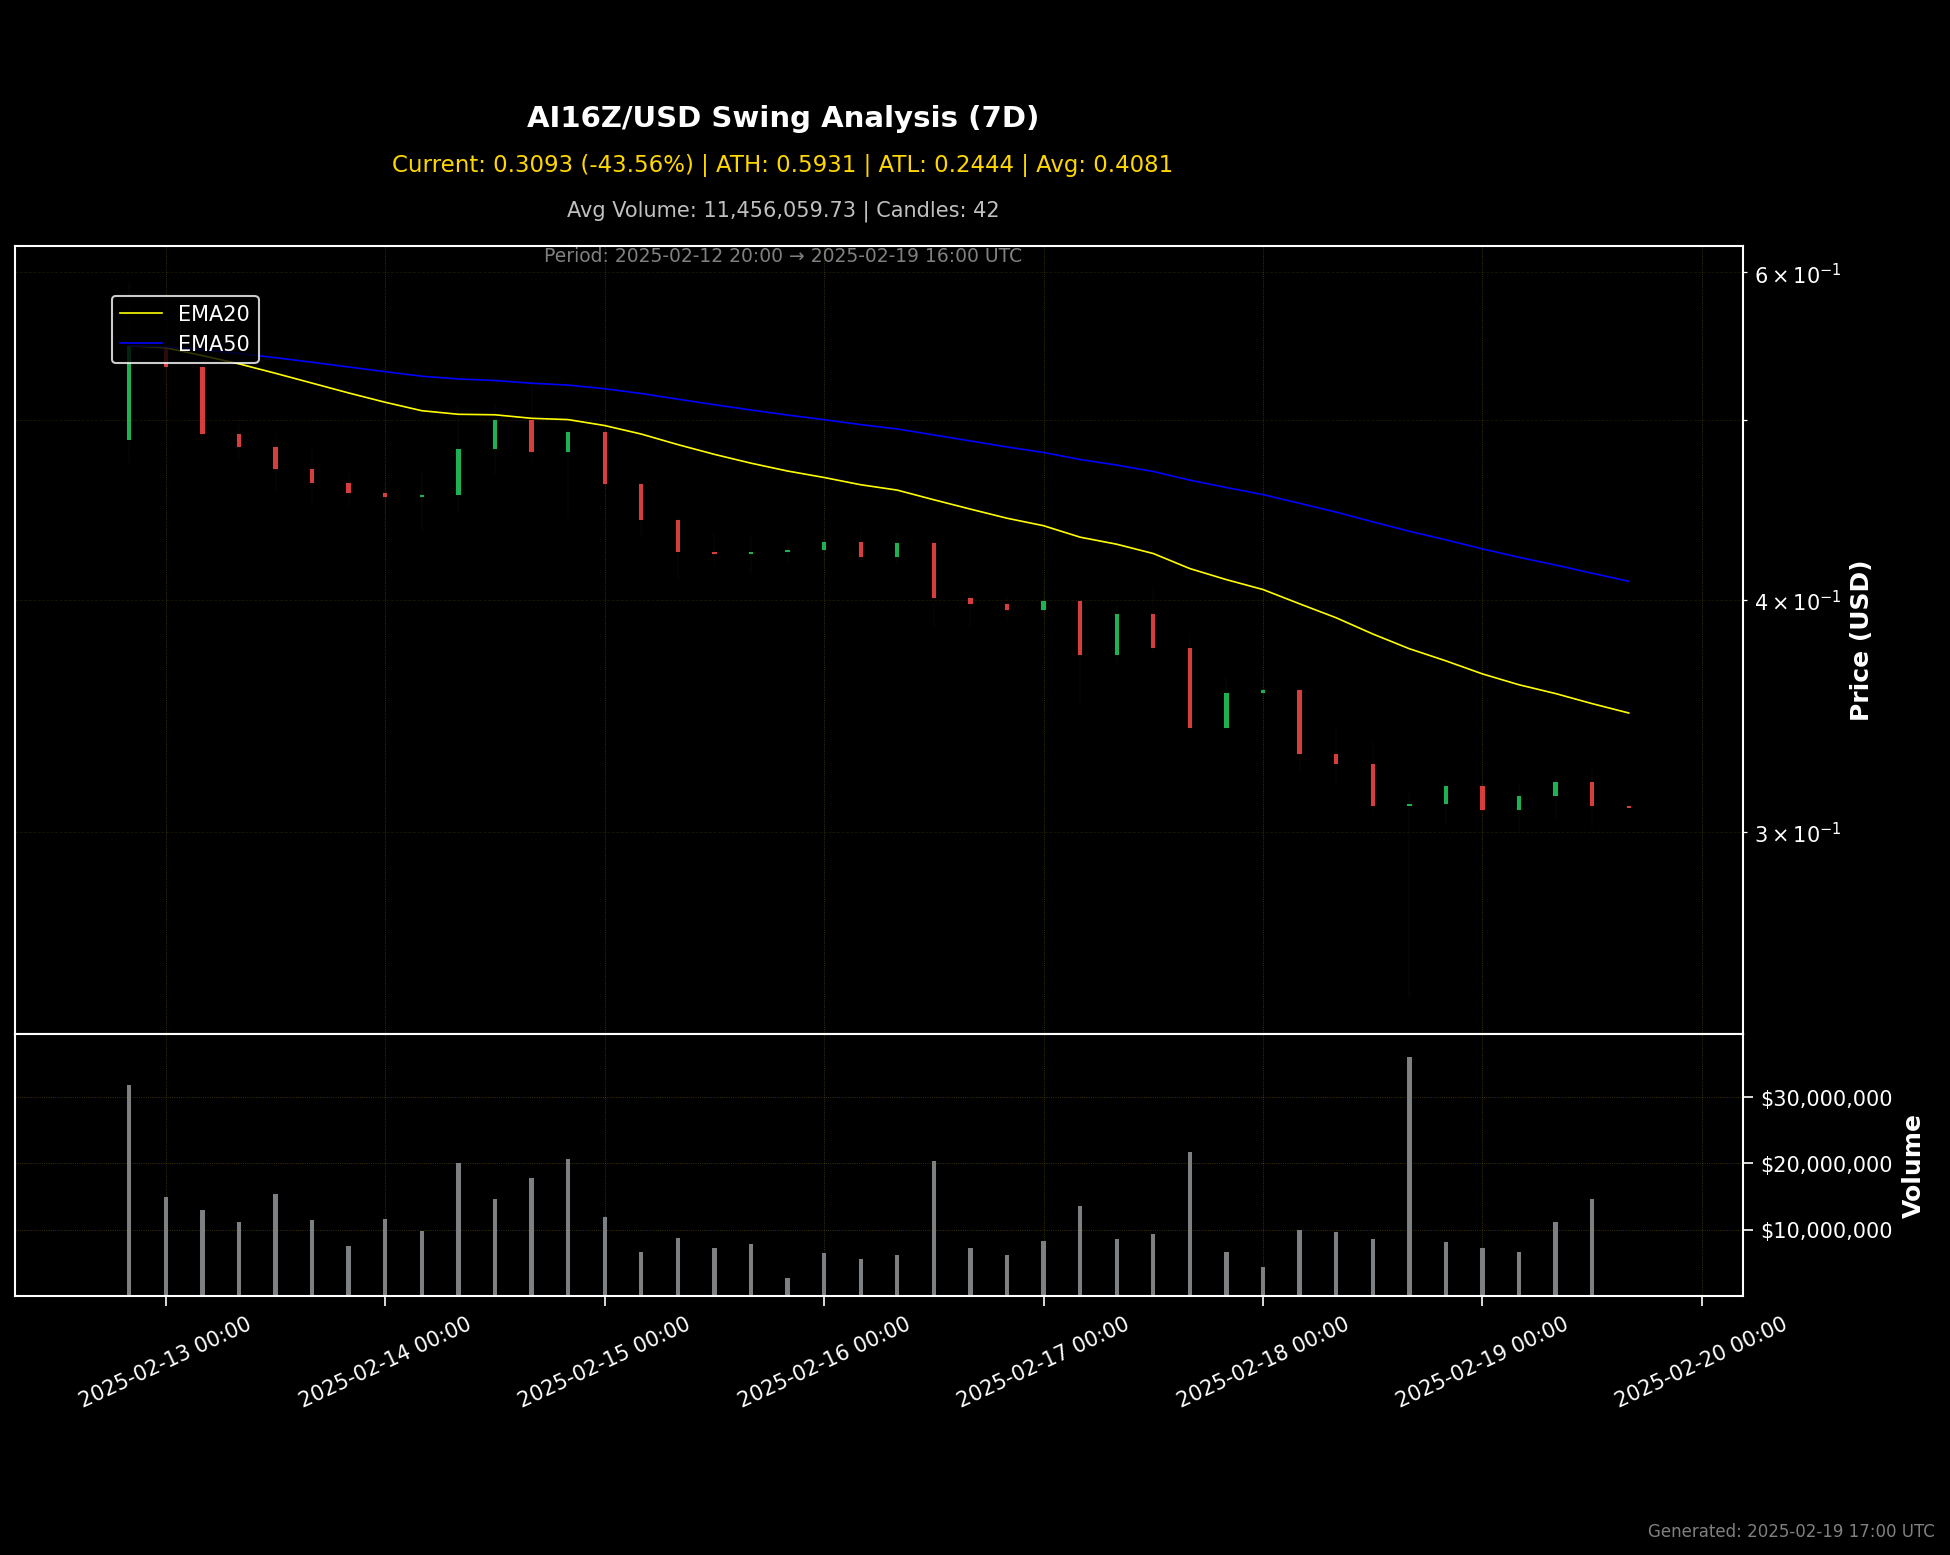 AI16Z/USD Swing Analysis (7D)
Current: 0.3093 (-43.56%) | ATH: 0.5931 | ATL: 0.2444 | Avg: 0.4081
Avg Volume: 11,456,059.73 | Candles: 42
Period: 2025-02-12 20:00 → 2025-02-19 16:00 UTC
EMA20
EMA50
6 × 10⁻¹
4 × 10⁻¹
3 × 10⁻¹
Price (USD)
$30,000,000
$20,000,000
$10,000,000
Volume
2025-02-13 00:00
2025-02-14 00:00
2025-02-15 00:00
2025-02-16 00:00
2025-02-17 00:00
2025-02-18 00:00
2025-02-19 00:00
2025-02-20 00:00
Generated: 2025-02-19 17:00 UTC